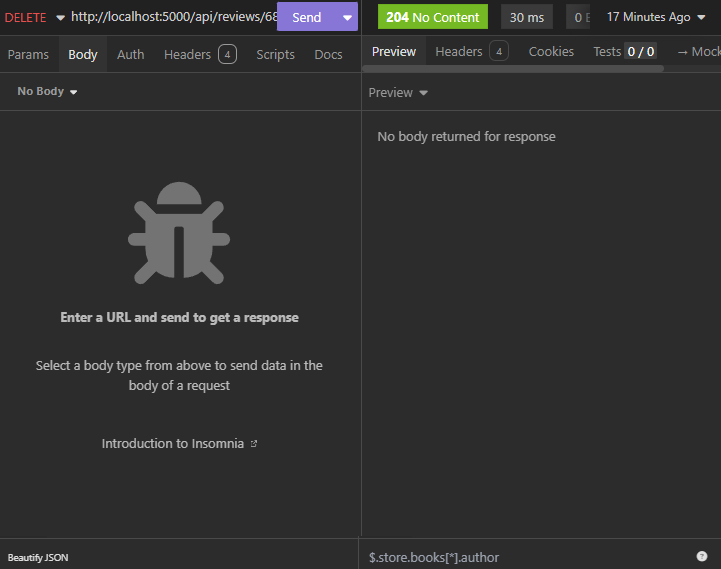 DELETE http://localhost:5000/api/reviews/68 Send 204 No Content 30 ms 0 17 Minutes Ago
Params Body Auth Headers 4 Scripts Docs Preview Headers 4 Cookies Tests 0 / 0 → Mock
No Body
Preview
No body returned for response
Enter a URL and send to get a response
Select a body type from above to send data in the
body of a request
Introduction to Insomnia
Beautify JSON
$.store.books[*].author ?